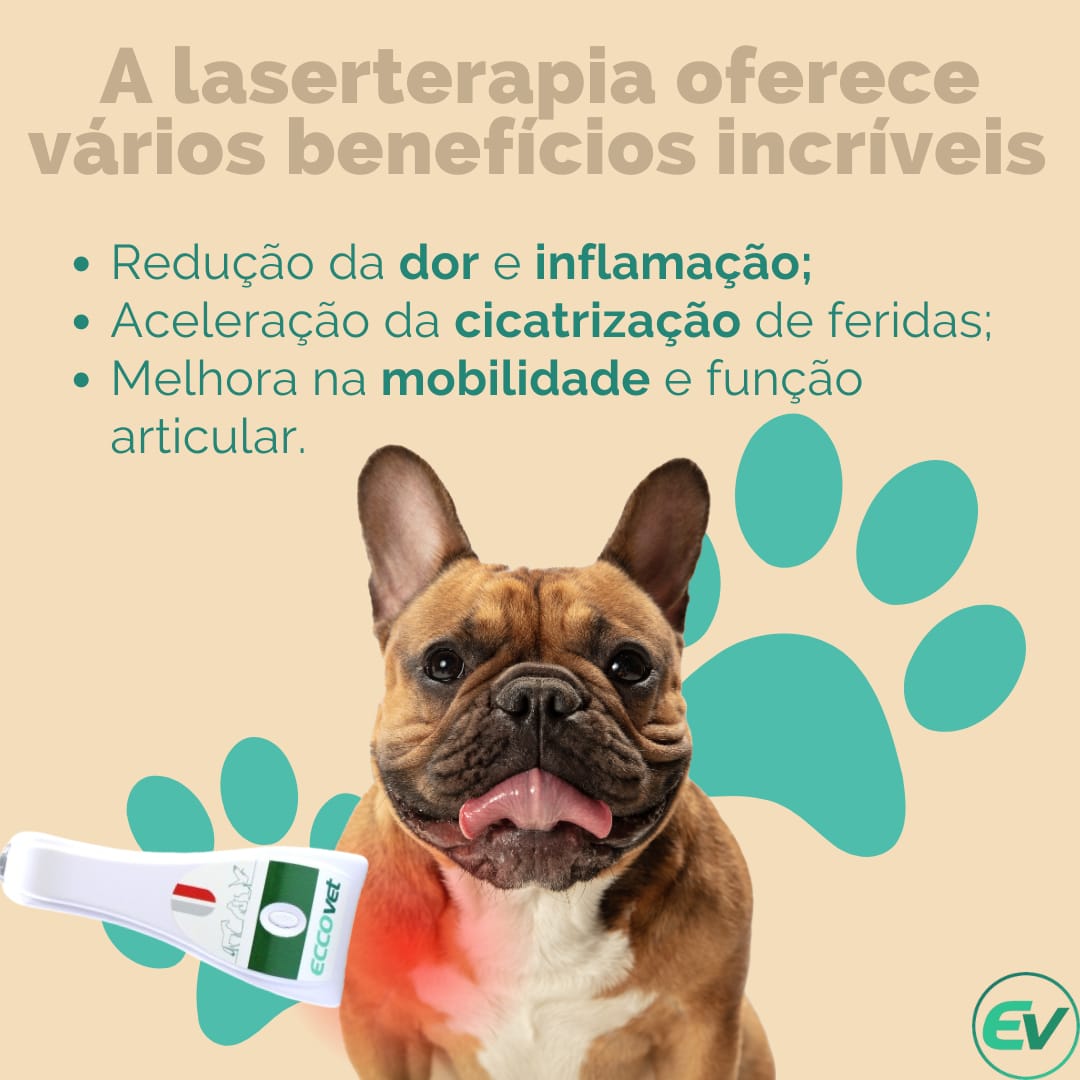 A laserterapia oferece
vários benefícios incríveis
• Redução da dor e inflamação;
• Aceleração da cicatrização de feridas;
• Melhora na mobilidade e função
articular.
ECCOVET
EV